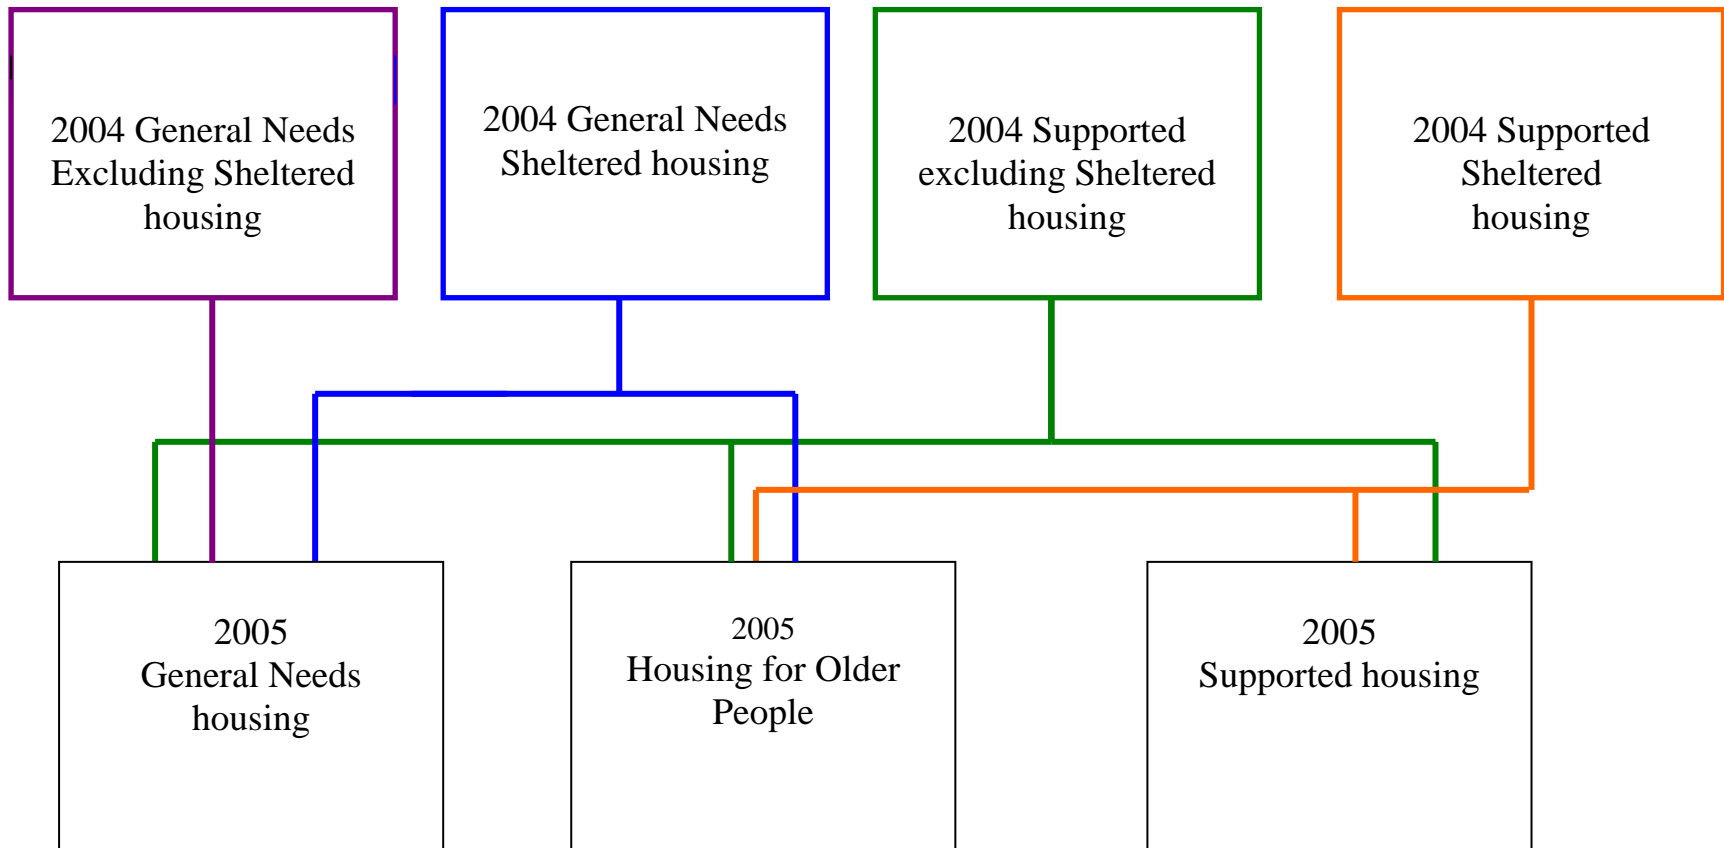 2004 General Needs
Excluding Sheltered
housing
2004 General Needs
Sheltered housing
2004 Supported
excluding Sheltered
housing
2004 Supported
Sheltered
housing
2005
General Needs
housing
2005
Housing for Older
People
2005
Supported housing